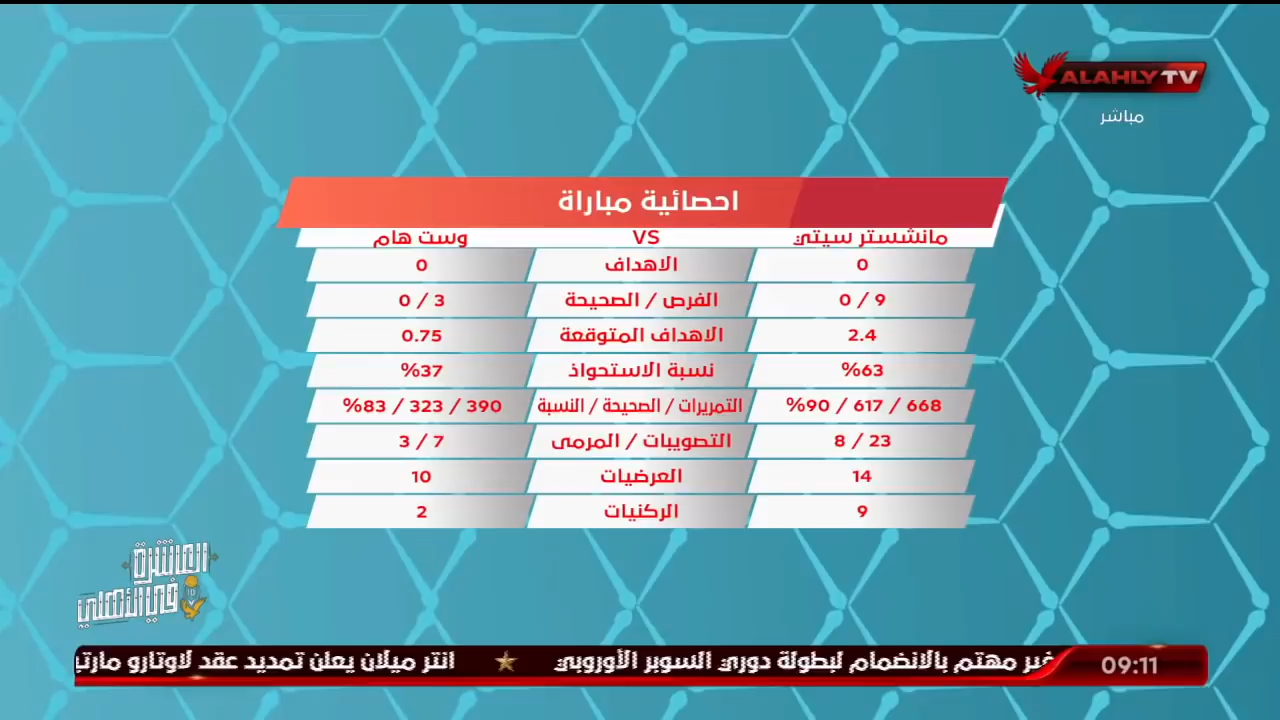 ALAHLY TV
مباشر
احصائية مباراة
مانشستر سيتي VS وست هام
0 الاهداف 0
0 / 9 الفرص / الصحيحة 0 / 3
2.4 الاهداف المتوقعة 0.75
%63 نسبة الاستحواذ %37
%90 / 617 / 668 التمريرات / الصحيحة / النسبة %83 / 323 / 390
8 / 23 التصويبات / المرمى 3 / 7
14 العرضيات 10
9 الركنيات 2
العاشرة
في الأهلي
غير مهتم بالانضمام لبطولة دوري السوبر الأوروبي ★ انتر ميلان يعلن تمديد عقد لاوتارو
09:11